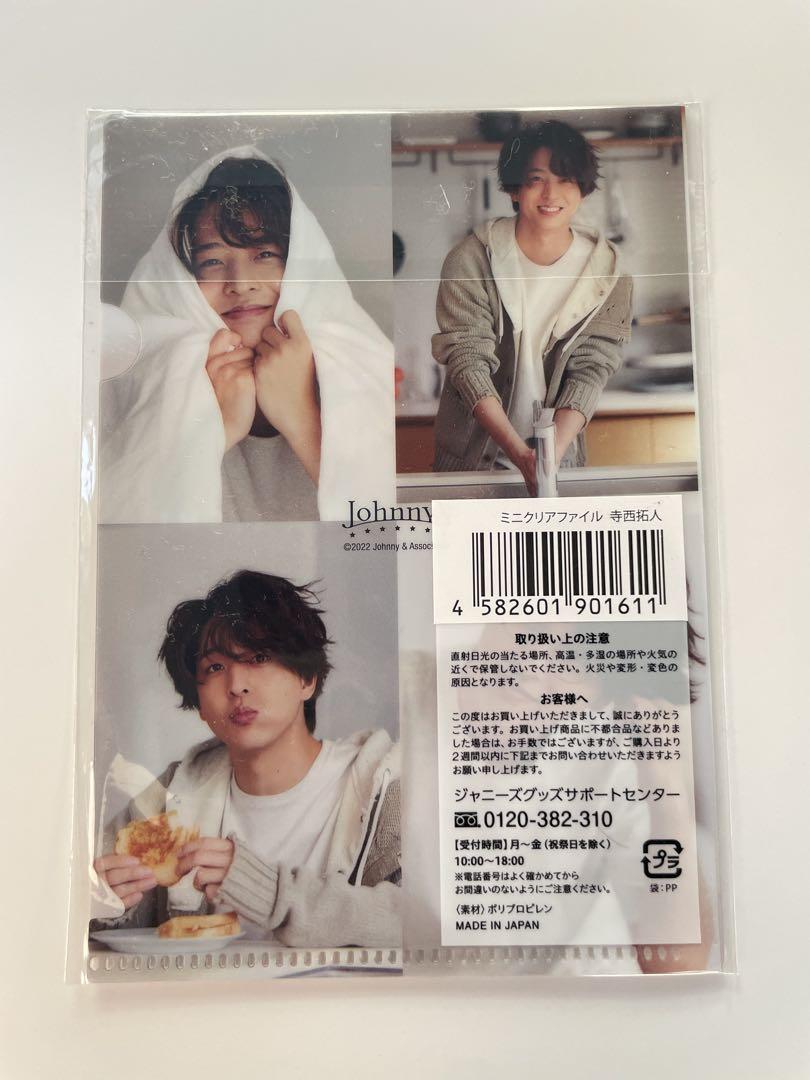 Johnny
©2022 Johnny & Assoc
ミニクリアファイル 寺西拓人
4 582601 901611
取り扱い上の注意
直射日光の当たる場所、高温・多湿の場所や火気の
近くで保管しないでください。火災や変形・変色の
原因となります。
お客様へ
この度はお買い上げいただきまして、誠にありがとう
ございます。お買い上げ商品に不都合品などありま
した場合は、お手数ではございますが、ご購入日より
2週間以内に下記までお問い合わせいただきますよう
お願い申し上げます。
ジャニーズグッズサポートセンター
0120-382-310
【受付時間】月〜金(祝祭日を除く)
10:00〜18:00
※電話番号はよく確かめてから
お間違いのないようにご注意ください。
プラ
袋:PP
〈素材〉ポリプロピレン
MADE IN JAPAN